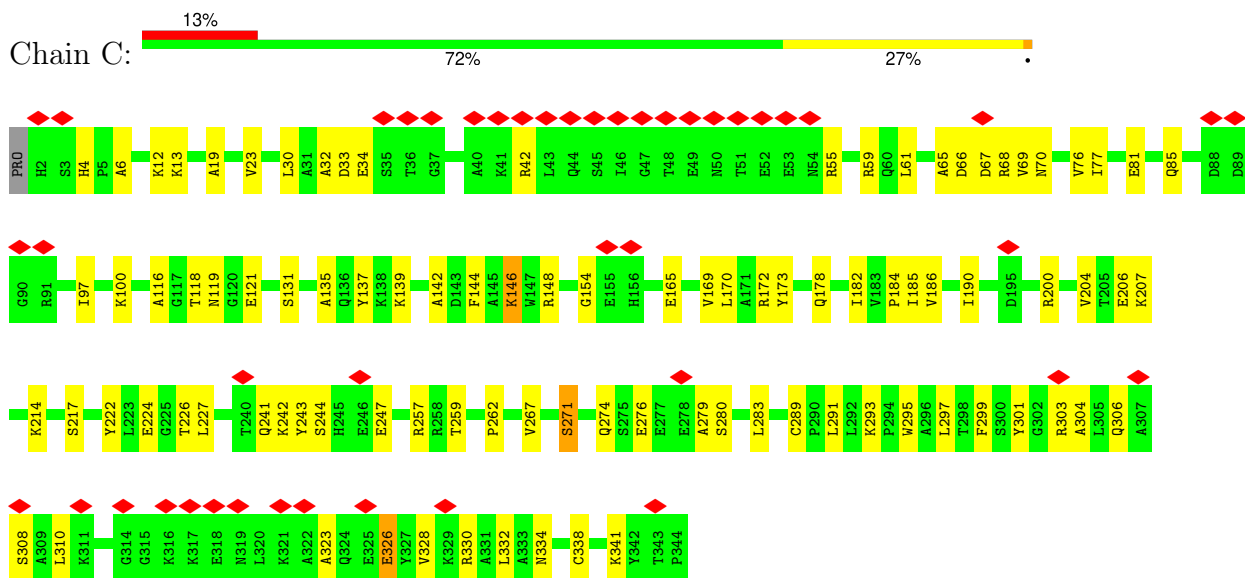 13%
Chain C:
72% 27% •
PRO H2 S3 H4 P5 A6 K12 K13 A19 V23 L30 A31 A32 D33 E34 S35 T36 G37 A40 K41 R42 L43 Q44 S45 I46 G47 T48 E49 N50 T51 E52 E53 N54 R55 R59 Q60 L61 A65 D66 D67 R68 V69 N70 V76 I77 E81 Q85 D88 D89
G90 R91 I97 K100 A116 G117 T118 N119 G120 E121 S131 A135 Q136 Y137 K138 K139 A142 D143 F144 A145 K146 W147 R148 G154 E155 H156 E165 V169 L170 A171 R172 Y173 Q178 I182 V183 P184 I185 V186 I190 D195 R200 V204 T205 E206 K207
K214 S217 Y222 L223 E224 G225 T226 L227 T240 Q241 K242 Y243 S244 H245 E246 E247 R257 R258 T259 P262 V267 S271 Q274 S275 E276 E277 E278 A279 S280 L283 C289 P290 L291 L292 K293 P294 W295 A296 L297 T298 F299 S300 Y301 G302 R303 A304 L305 Q306 A307
S308 A309 L310 K311 G314 G315 K316 K317 E318 N319 L320 K321 A322 A323 Q324 E325 E326 Y327 V328 K329 R330 A331 L332 A333 N334 C338 K341 Y342 T343 P344